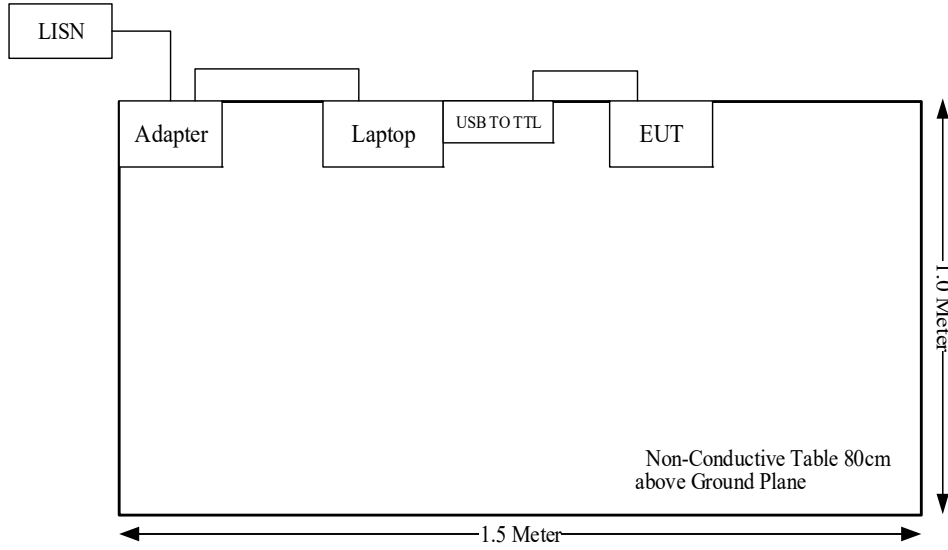 LISN
Adapter
Laptop
USB TO TTL
EUT
1.0 Meter
Non-Conductive Table 80cm
above Ground Plane
1.5 Meter